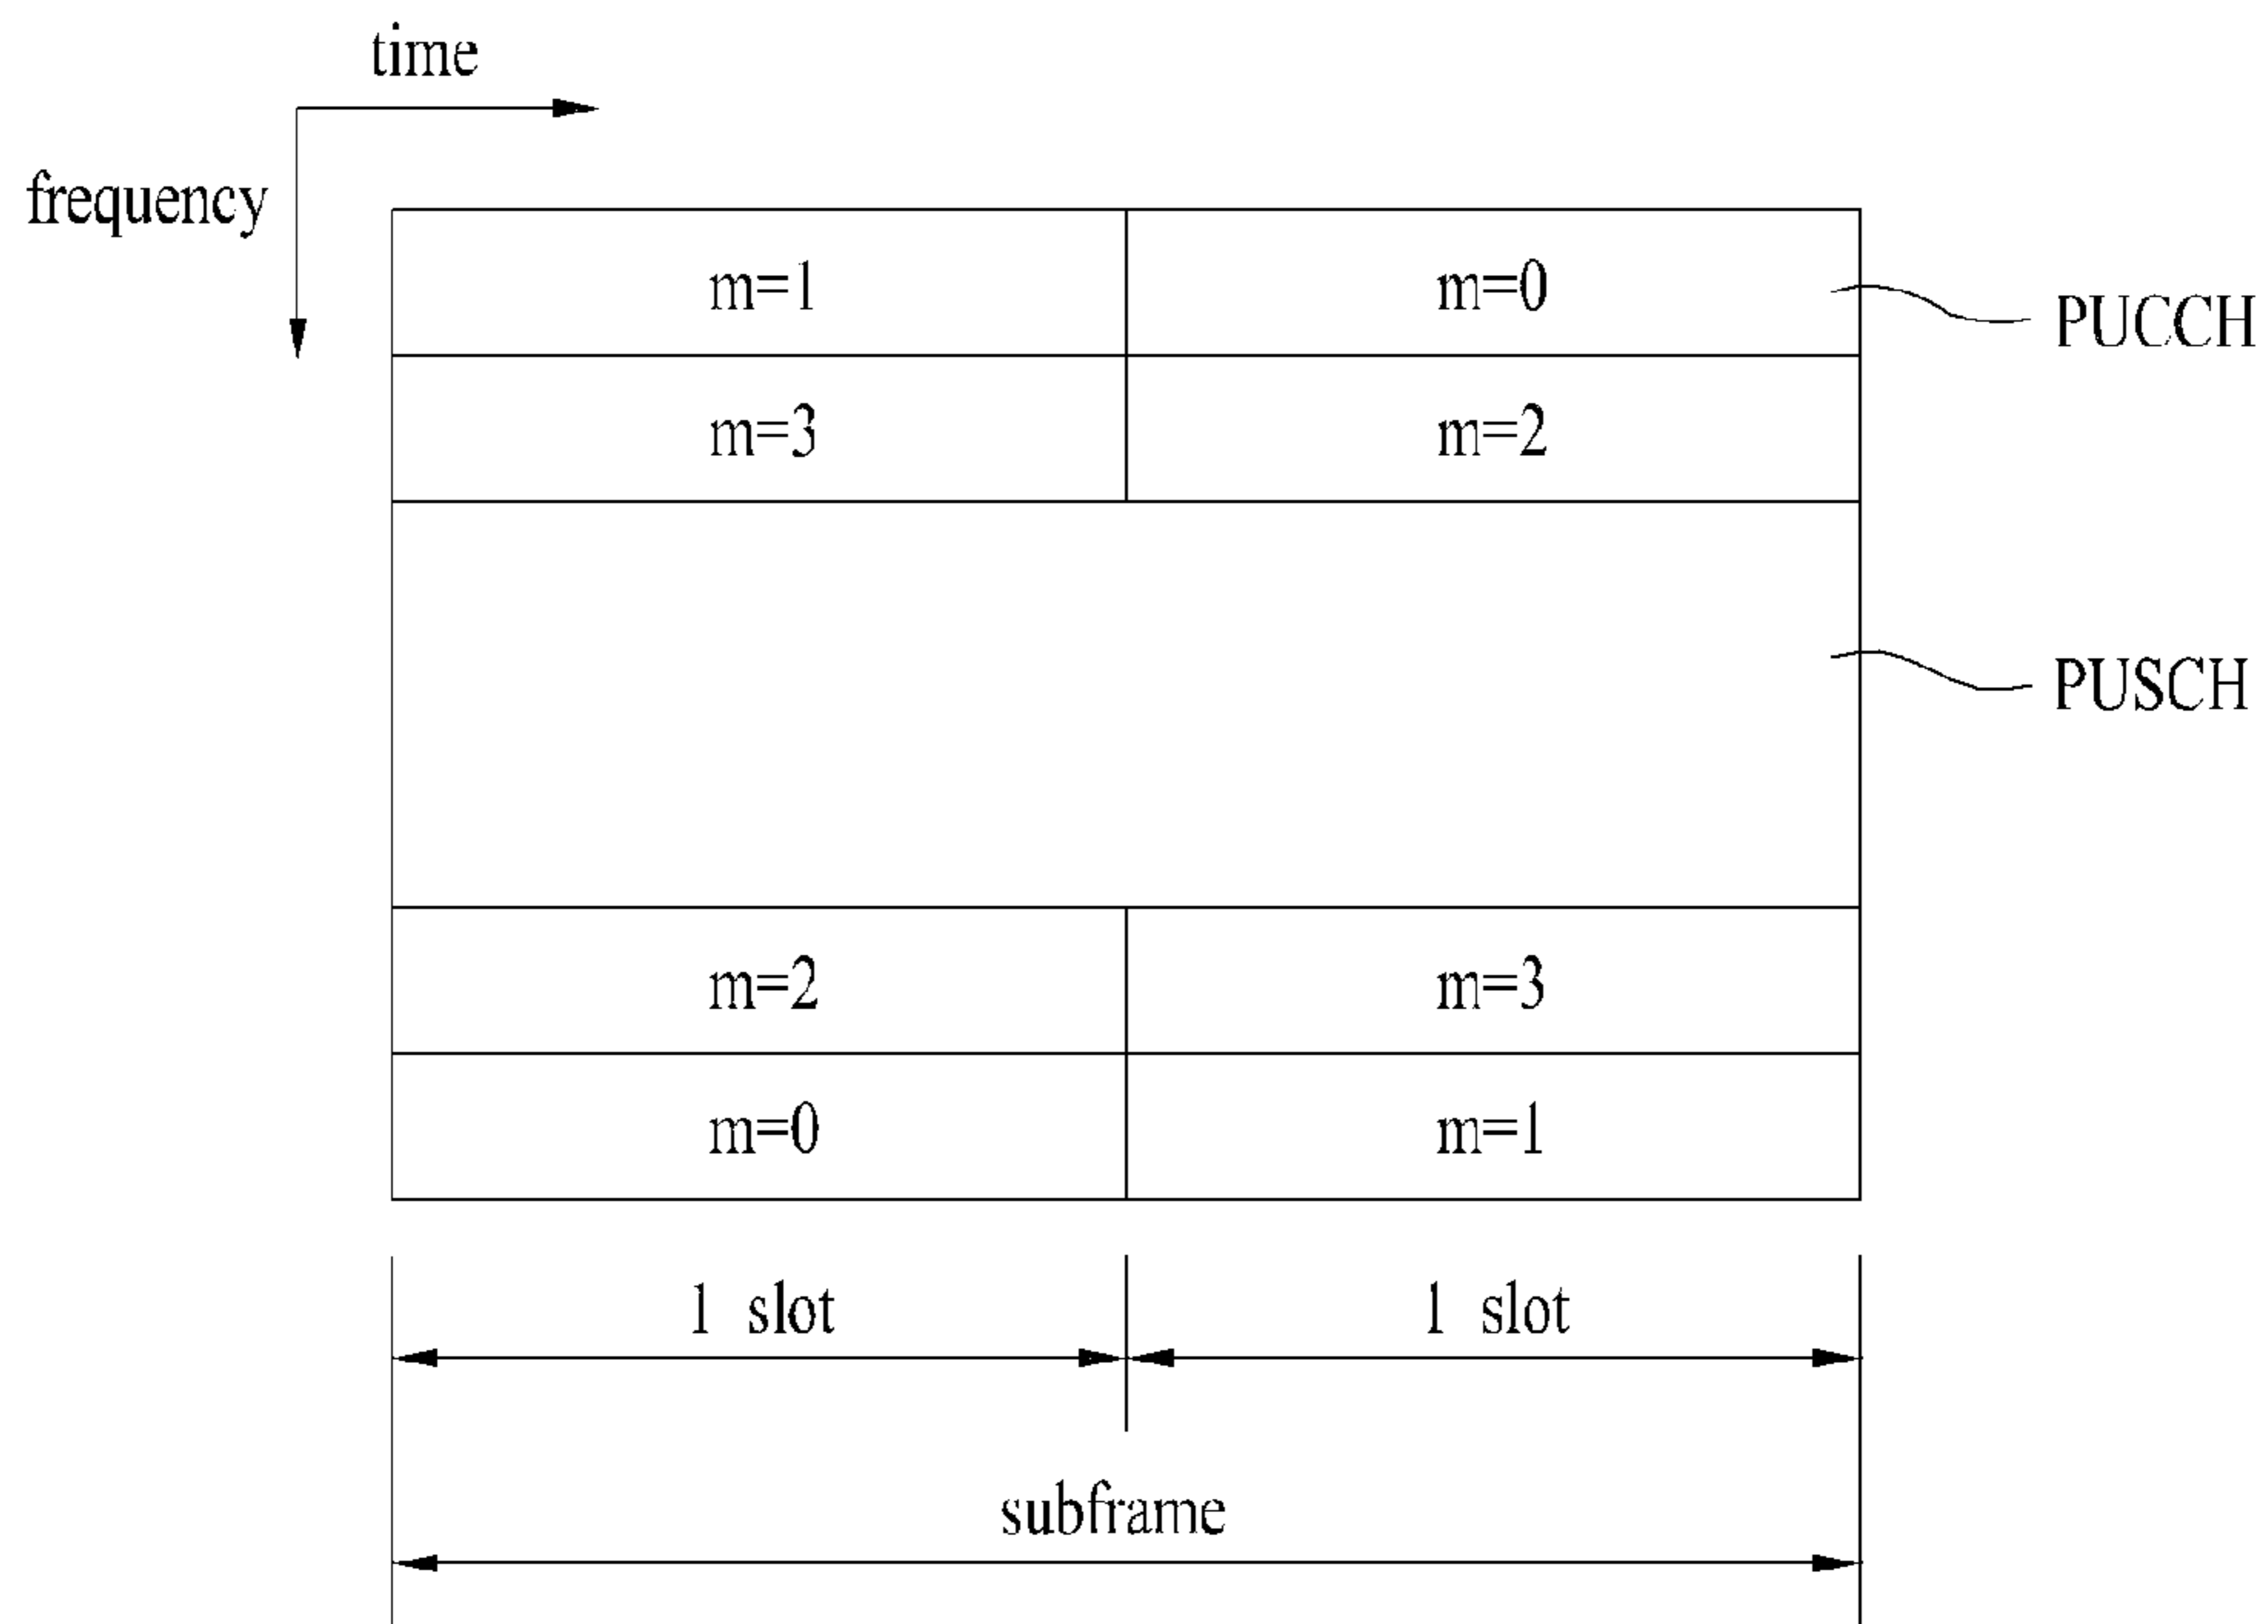 time
frequency
m=1 m=0
PUCCH
m=3 m=2
PUSCH
m=2 m=3
m=0 m=1
1 slot 1 slot
subframe